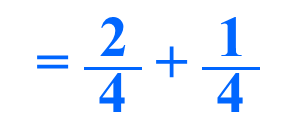 = 2/4 + 1/4